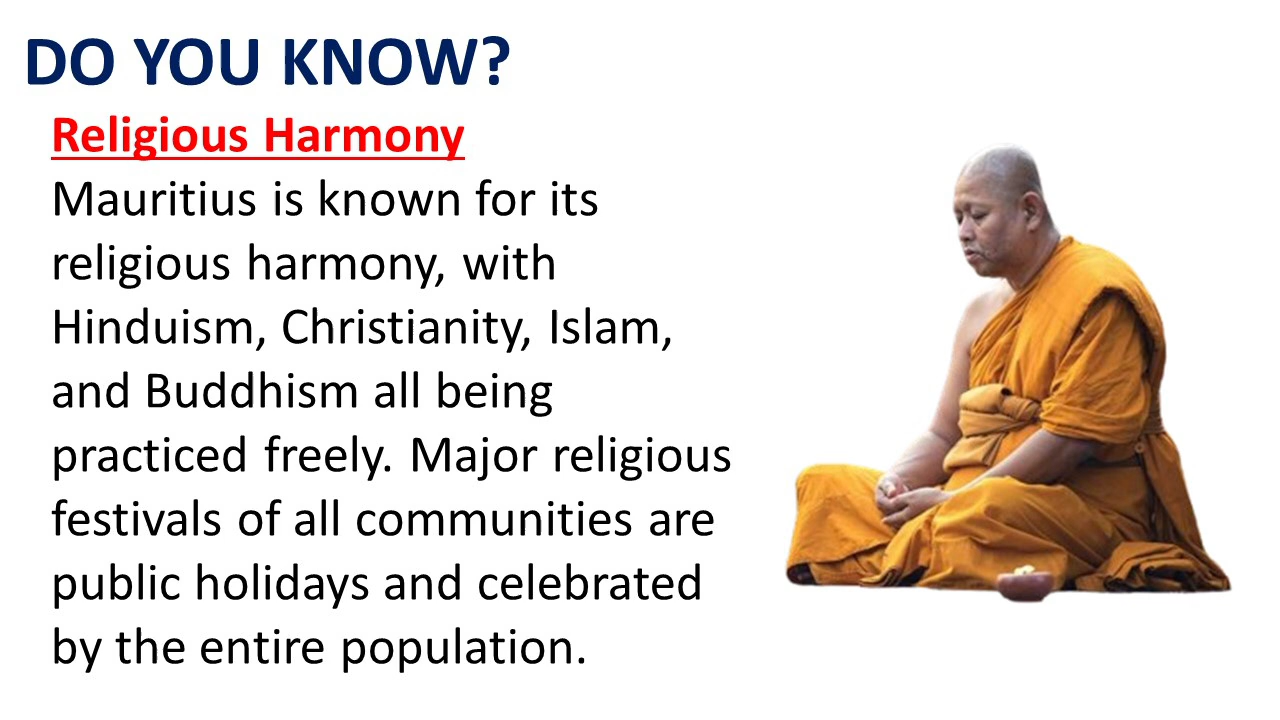 DO YOU KNOW?
Religious Harmony
Mauritius is known for its
religious harmony, with
Hinduism, Christianity, Islam,
and Buddhism all being
practiced freely. Major religious
festivals of all communities are
public holidays and celebrated
by the entire population.